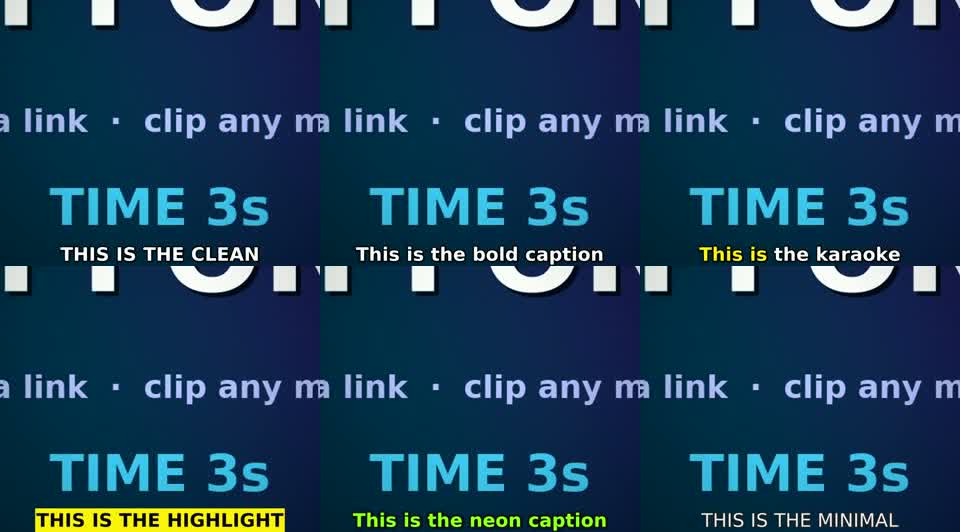 a link · clip any m
TIME 3s
THIS IS THE CLEAN
a link · clip any m
TIME 3s
This is the bold caption
a link · clip any m
TIME 3s
This is the karaoke
a link · clip any m
TIME 3s
THIS IS THE HIGHLIGHT
a link · clip any m
TIME 3s
This is the neon caption
a link · clip any m
TIME 3s
THIS IS THE MINIMAL